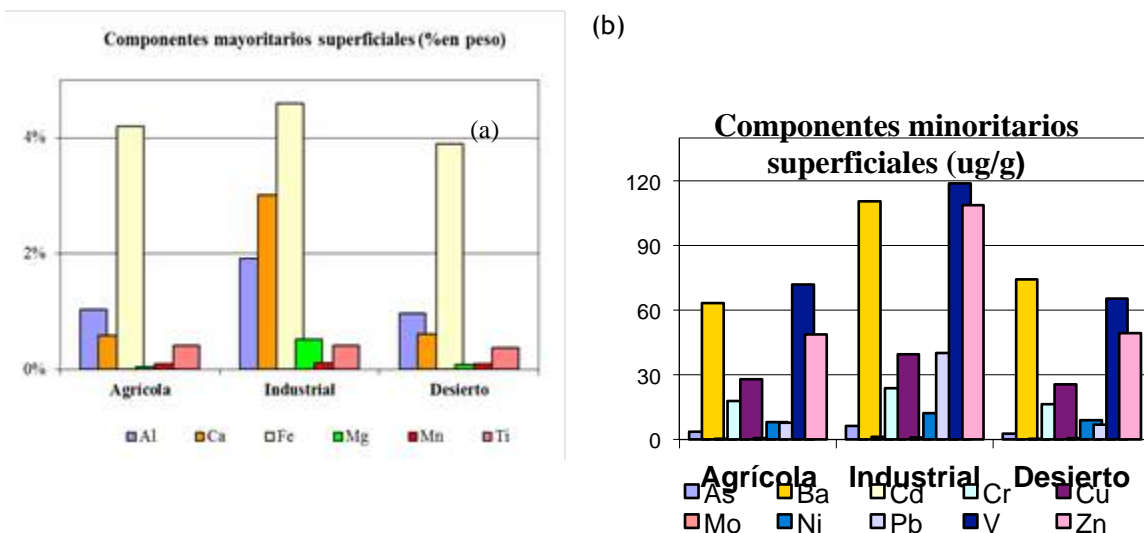 Componentes mayoritarios superficiales (%en peso)
(a)
4%
2%
0%
Agrícola Industrial Desierto
Al Ca Fe Mg Mn Ti
(b)
Componentes minoritarios
superficiales (ug/g)
120
90
60
30
0
Agrícola Industrial Desierto
As Ba Cd Cr Cu
Mo Ni Pb V Zn